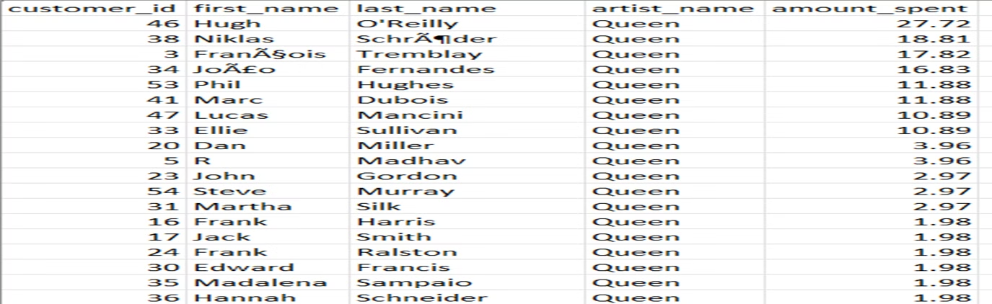 customer_id first_name last_name artist_name amount_spent
46 Hugh O'Reilly Queen 27.72
38 Niklas SchrÃ¶der Queen 18.81
3 FranÃ§ois Tremblay Queen 17.82
34 JoÃ£o Fernandes Queen 16.83
53 Phil Hughes Queen 11.88
41 Marc Dubois Queen 11.88
47 Lucas Mancini Queen 10.89
33 Ellie Sullivan Queen 10.89
20 Dan Miller Queen 3.96
5 R Madhav Queen 3.96
23 John Gordon Queen 2.97
54 Steve Murray Queen 2.97
31 Martha Silk Queen 2.97
16 Frank Harris Queen 1.98
17 Jack Smith Queen 1.98
24 Frank Ralston Queen 1.98
30 Edward Francis Queen 1.98
35 Madalena Sampaio Queen 1.98
36 Hannah Schneider Queen 1.98